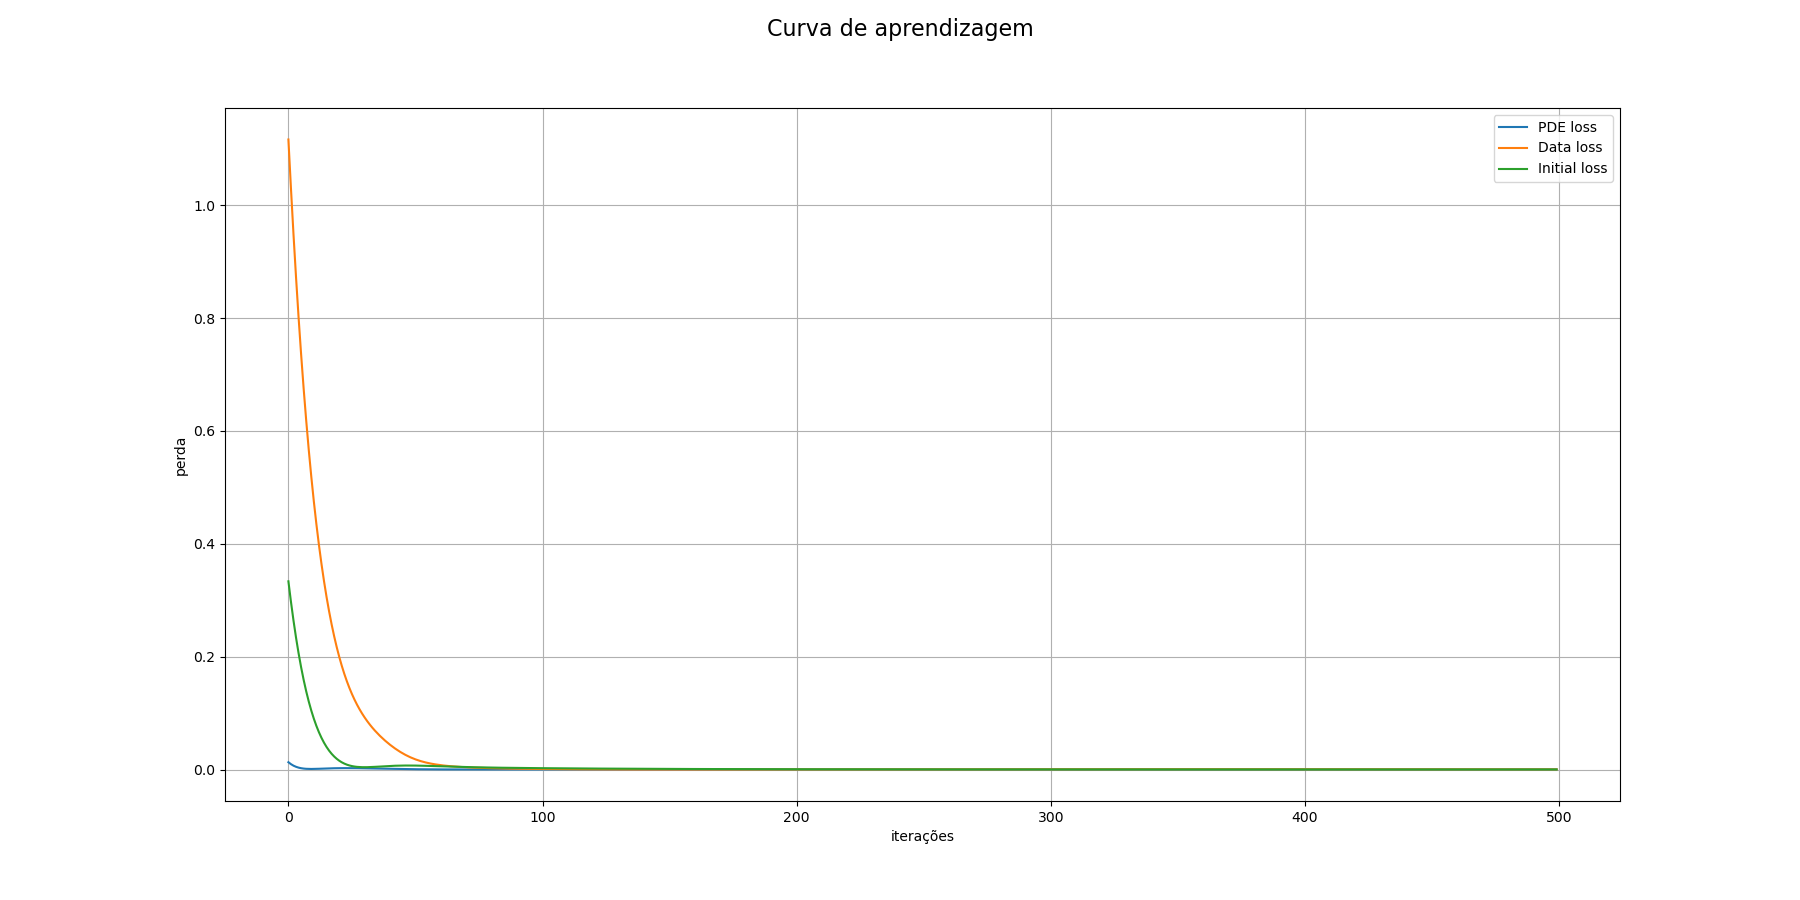 Curva de aprendizagem
PDE loss
Data loss
Initial loss
1.0
0.8
0.6
0.4
0.2
0.0
perda
0 100 200 300 400 500
iterações